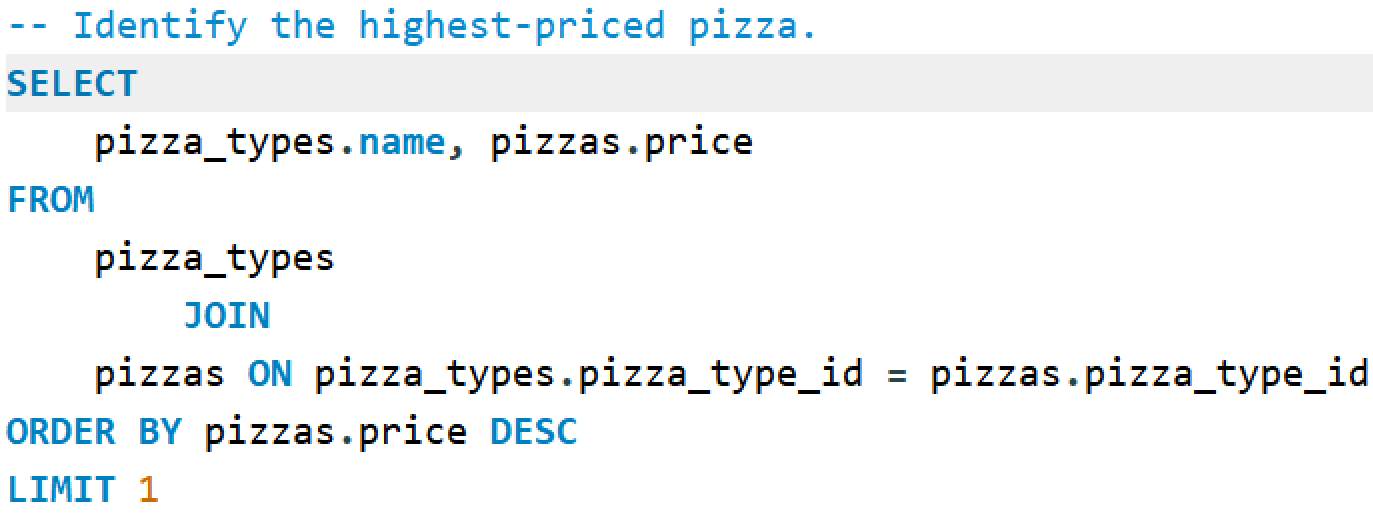 -- Identify the highest-priced pizza.
SELECT
    pizza_types.name, pizzas.price
FROM
    pizza_types
        JOIN
    pizzas ON pizza_types.pizza_type_id = pizzas.pizza_type_id
ORDER BY pizzas.price DESC
LIMIT 1